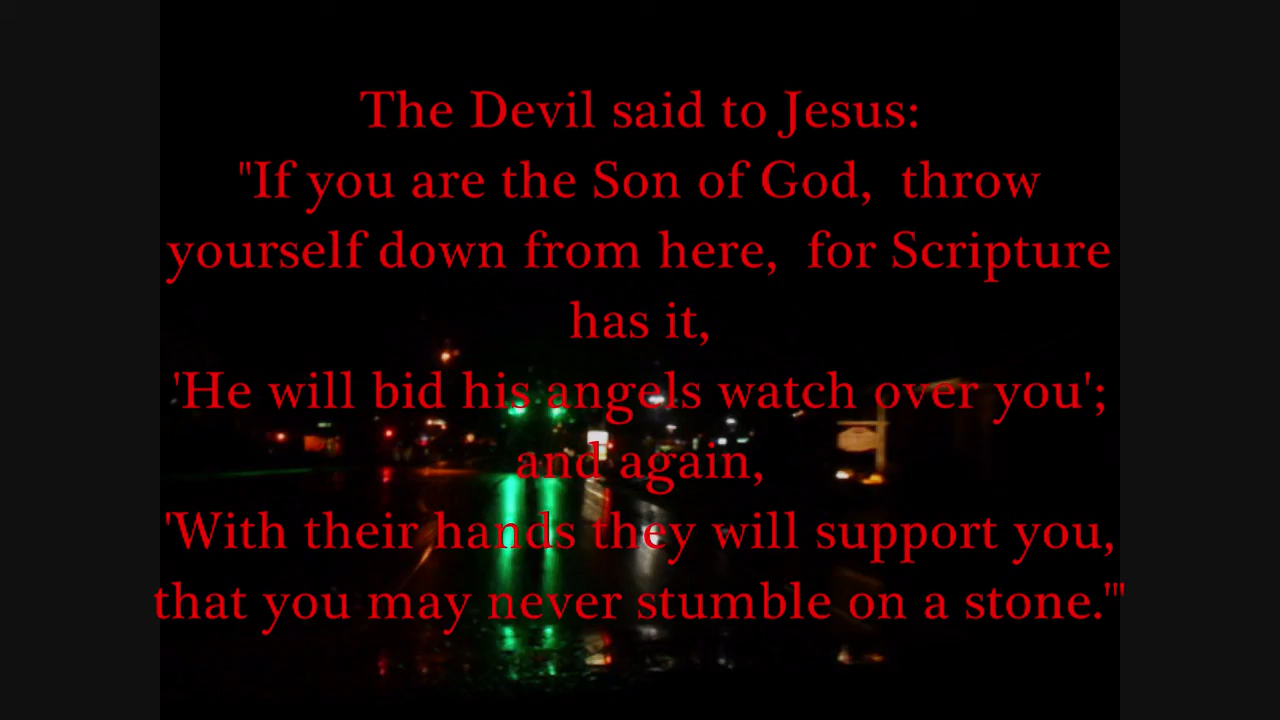 The Devil said to Jesus:
"If you are the Son of God,  throw
yourself down from here,  for Scripture
has it,
'He will bid his angels watch over you';
and again,
'With their hands they will support you,
that you may never stumble on a stone.'"